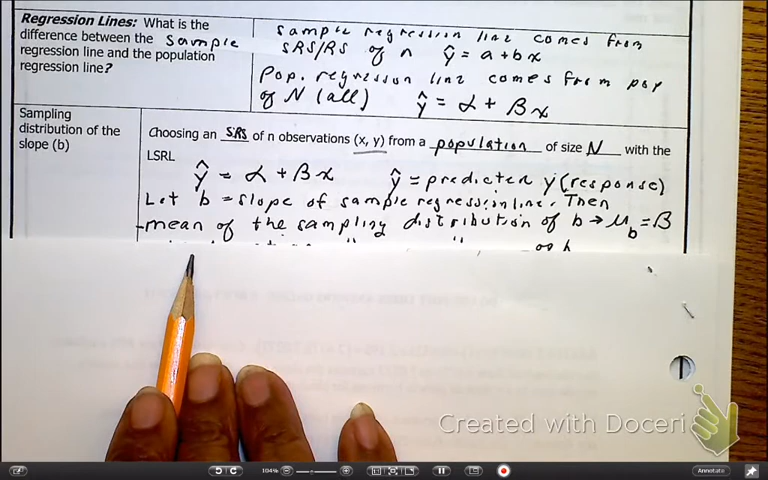 Regression Lines: What is the
difference between the sample
regression line and the population
regression line?
sample regression line comes from
SRS/RS of n ŷ = a + bx
Pop. regression line comes from pop
of N (all) ŷ = α + βx
Sampling
distribution of the
slope (b)
Choosing an SRS of n observations (x, y) from a population of size N with the
LSRL
ŷ = α + βx ŷ = predicted y (response)
Let b = slope of sample regression line. Then
-mean of the sampling distribution of b → μb = β
Created with Doceri
104%
Annotate